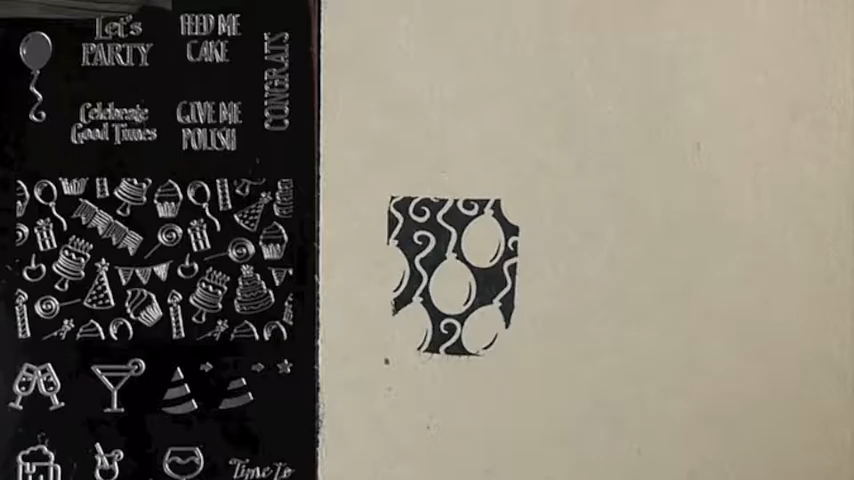 Let's
PARTY
FEED ME
CAKE
CONGRATS
Celebrate
Good Times
GIVE ME
POLISH
Time to